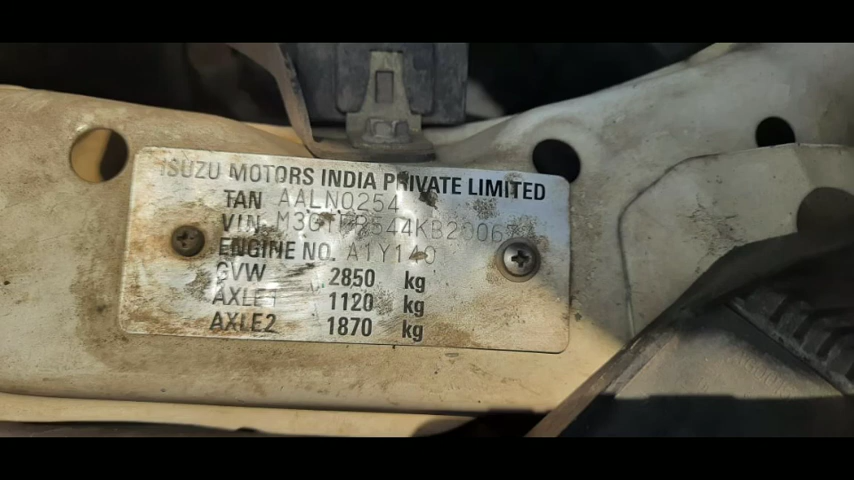 ISUZU MOTORS INDIA PRIVATE LIMITED
TAN AALN0254
VIN
ENGINE NO. A1Y140
GVW 2850 kg
AXLE1 1120 kg
AXLE2 1870 kg